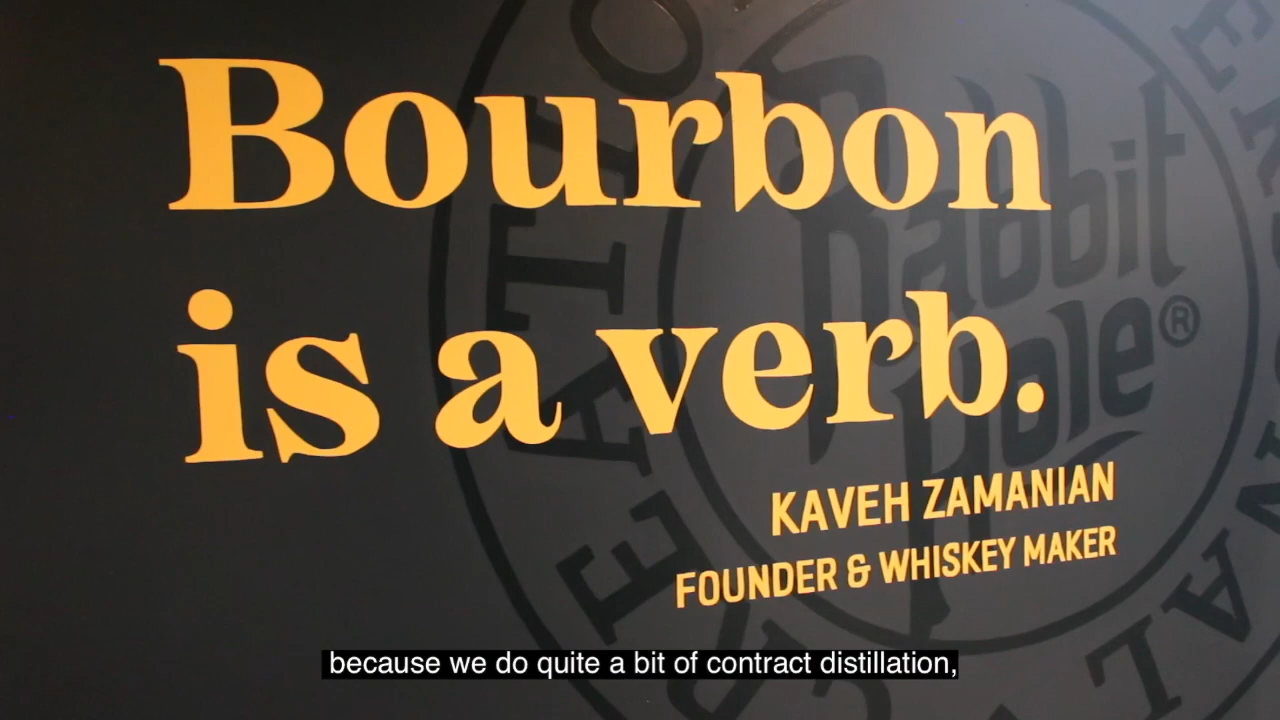 Bourbon
is a verb.
KAVEH ZAMANIAN
FOUNDER & WHISKEY MAKER
Rabbit
Hole®
because we do quite a bit of contract distillation,